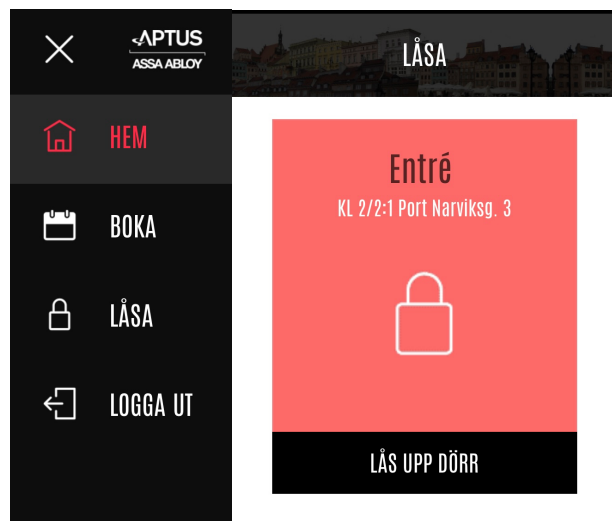 APTUS
ASSA ABLOY
HEM
BOKA
LÅSA
LOGGA UT
LÅSA
Entré
KL 2/2:1 Port Narviksg. 3
LÅS UPP DÖRR